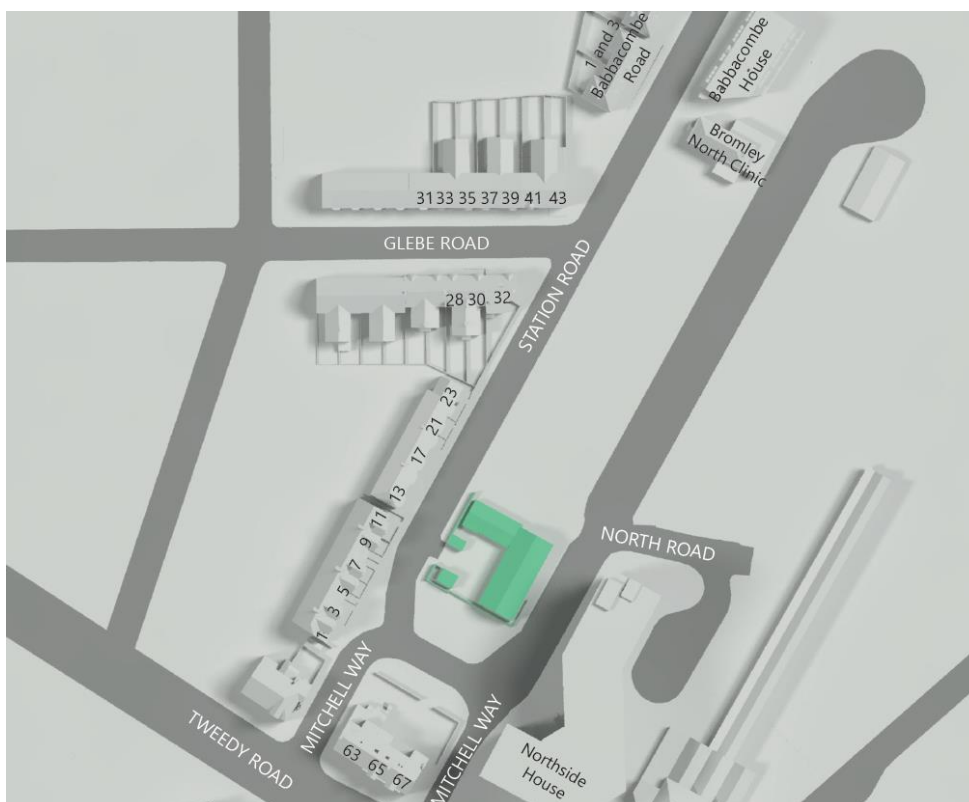 1 and 3
Babbacombe
Road
Babbacombe
House
Bromley
North Clinic
31 33 35 37 39 41 43
GLEBE ROAD
STATION ROAD
28 30 32
23
21
17
13
11
9
7
5
3
1
NORTH ROAD
MITCHELL WAY
TWEEDY ROAD
63 65 67
MITCHELL WAY
Northside
House